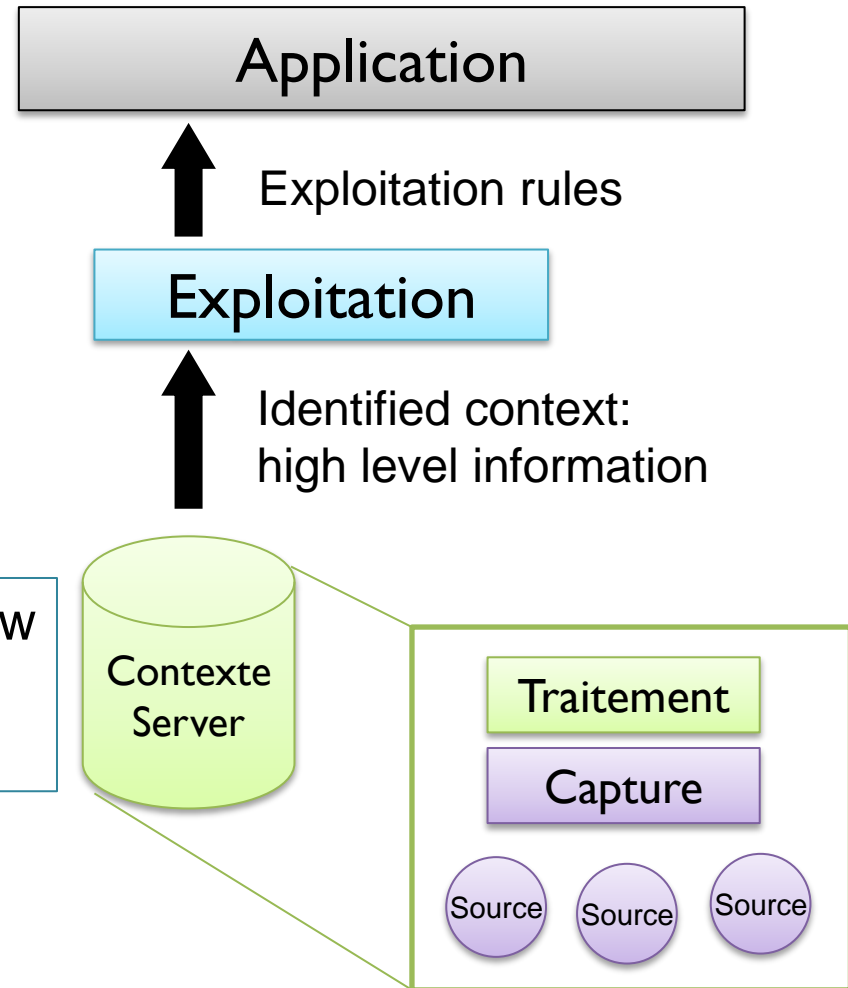 Application
Exploitation rules
Exploitation
Identified context:
high level information
w
Contexte
Server
Traitement
Capture
Source
Source
Source